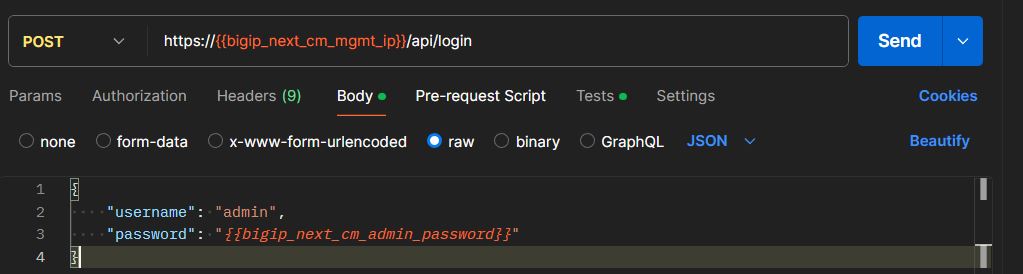 POST https://{{bigip_next_cm_mgmt_ip}}/api/login Send
Params Authorization Headers (9) Body Pre-request Script Tests Settings Cookies
none form-data x-www-form-urlencoded raw binary GraphQL JSON Beautify
1 {
2 "username": "admin",
3 "password": "{{bigip_next_cm_admin_password}}"
4 }